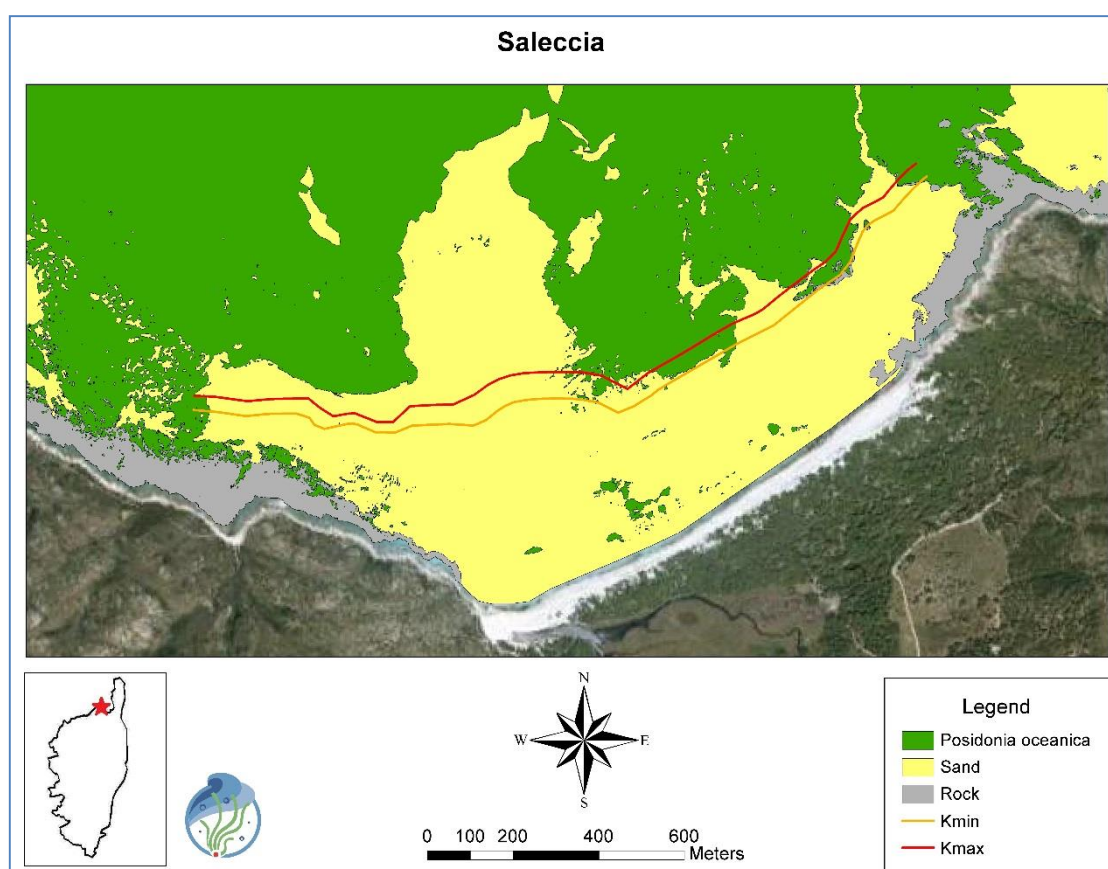 Saleccia
N
W E
S
0 100 200 400 600
Meters
Legend
Posidonia oceanica
Sand
Rock
Kmin
Kmax